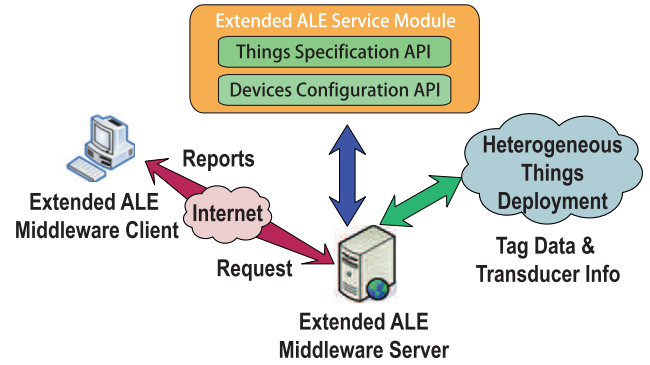 Extended ALE Service Module
Things Specification API
Devices Configuration API
Reports
Extended ALE
Middleware Client
Internet
Request
Heterogeneous
Things
Deployment
Tag Data &
Transducer Info
Extended ALE
Middleware Server